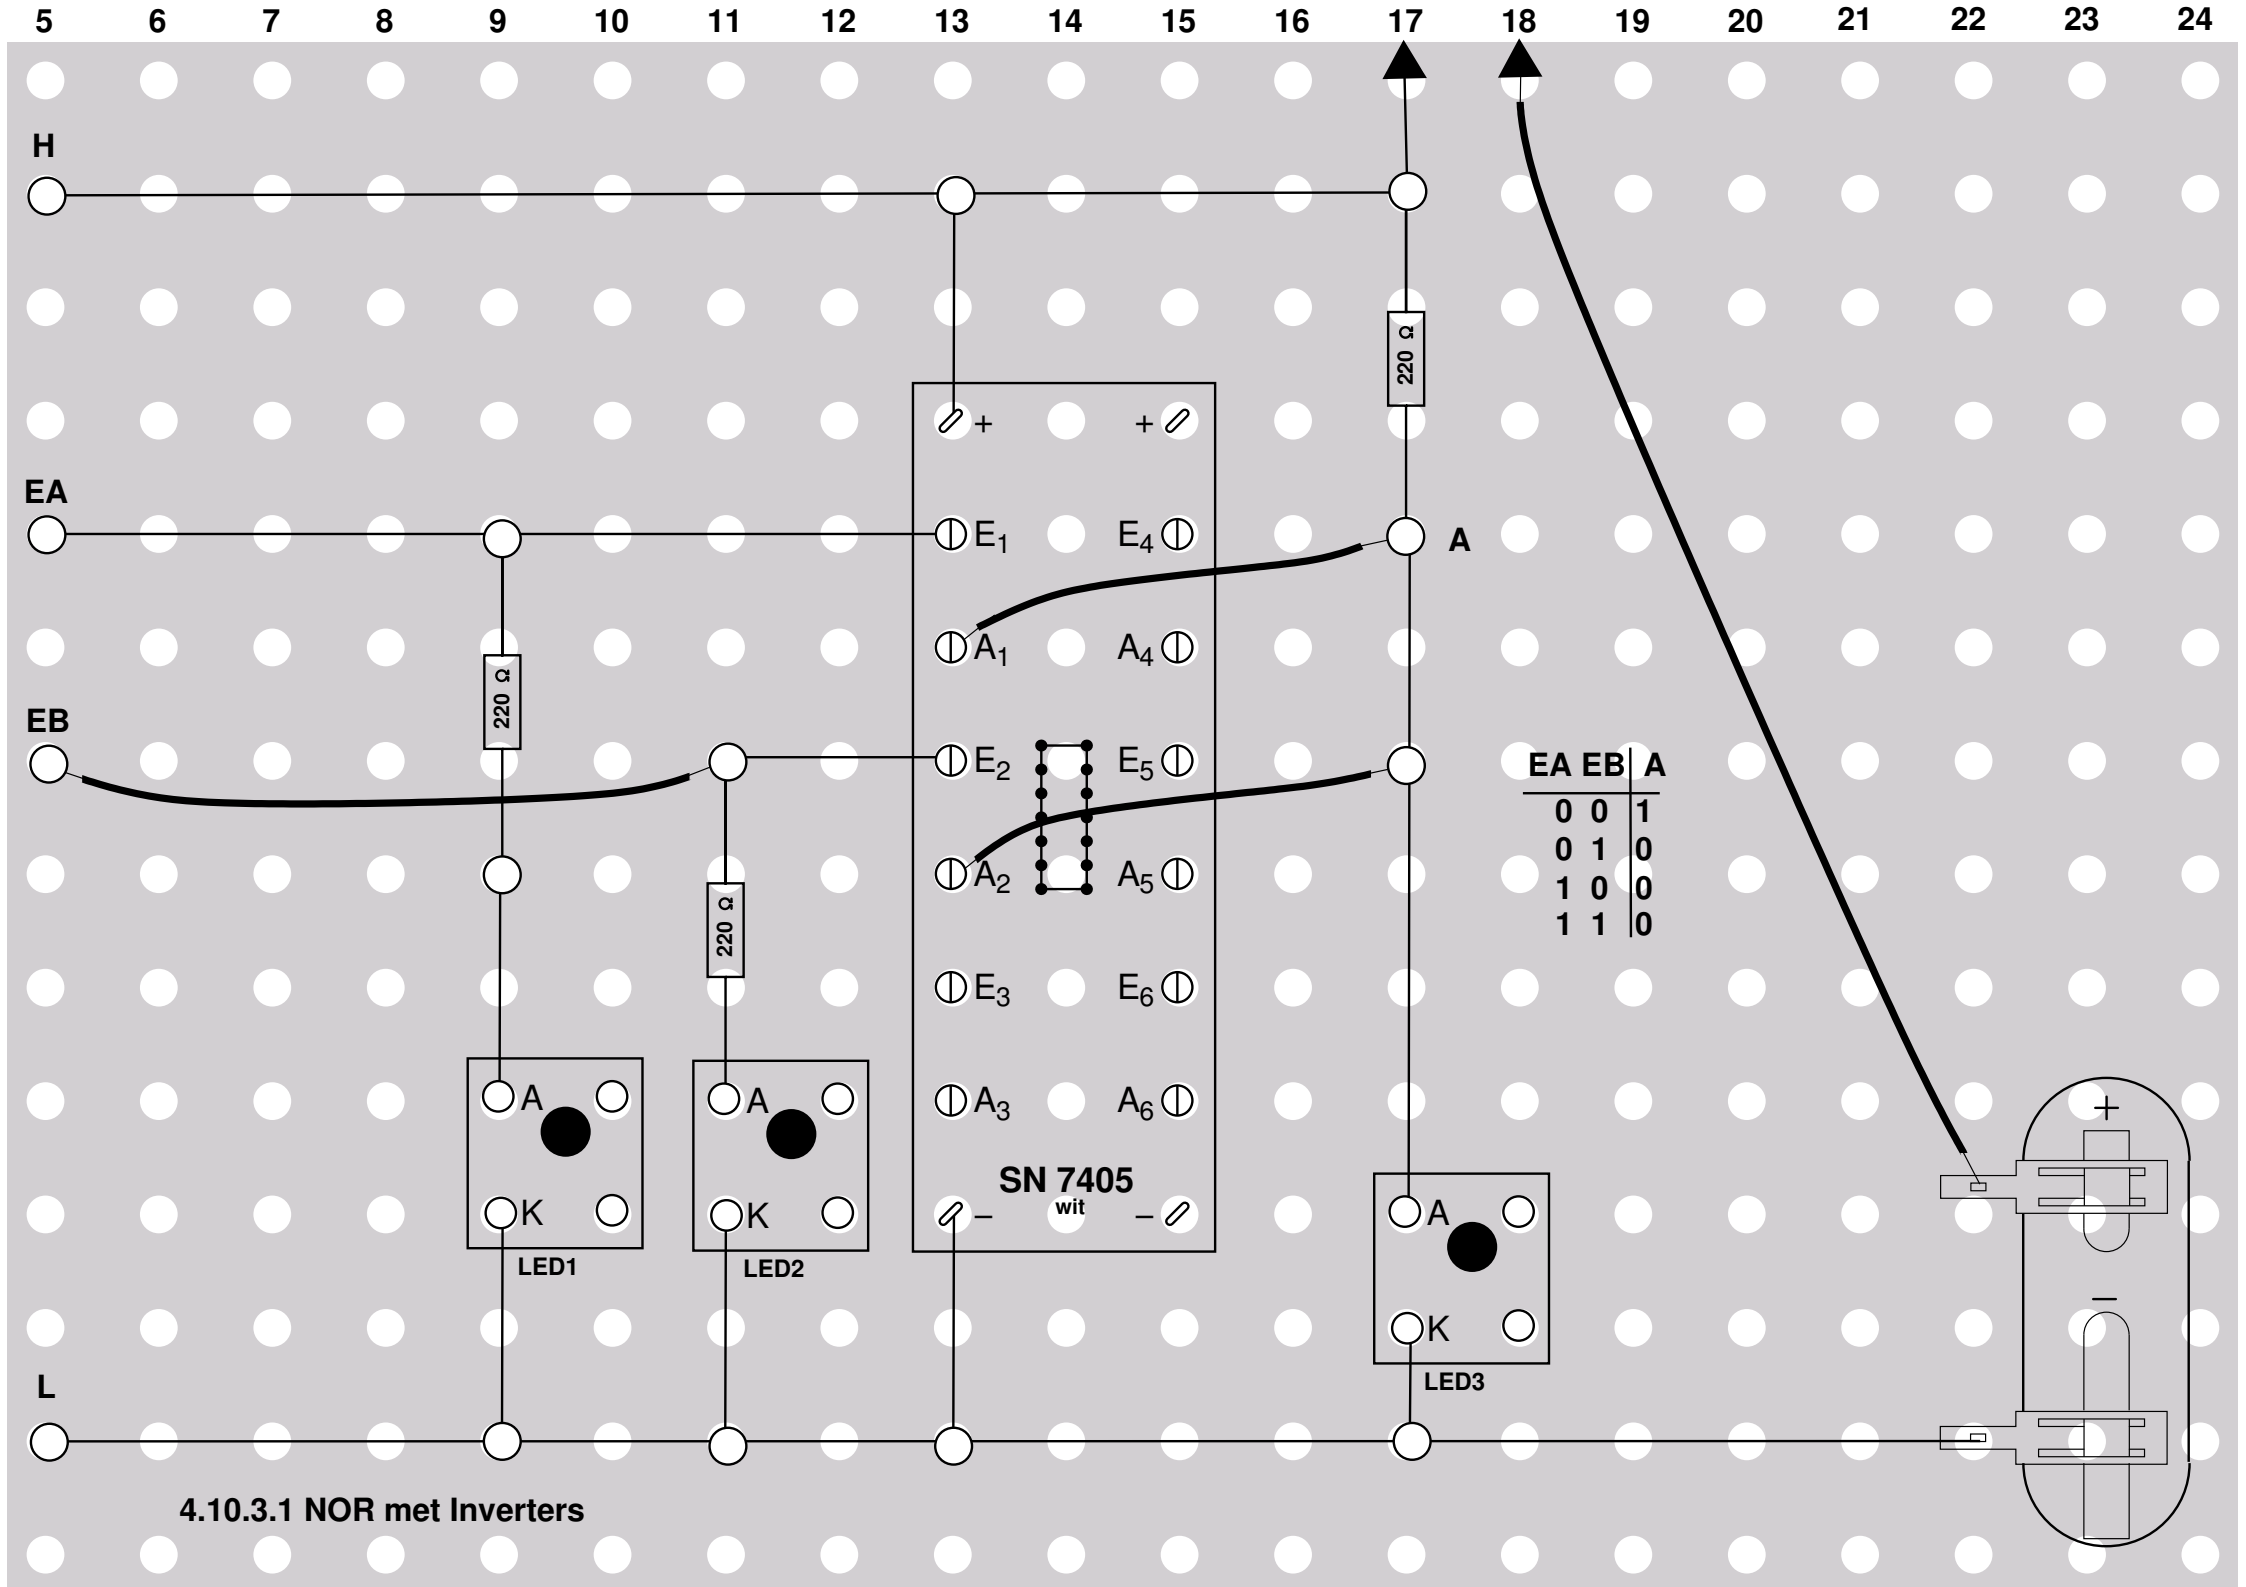 5 6 7 8 9 10 11 12 13 14 15 16 17 18 19 20 21 22 23 24
H
220 Ω
+ +
EA
E1 E4
A
A1 A4
220 Ω
EB
E2 E5
EA EB A
0 0 1
0 1 0
1 0 0
1 1 0
A2 A5
220 Ω
E3 E6
A A
A3 A6
+
SN 7405
wit
K K
– –
A
LED1 LED2
–
K
LED3
L
4.10.3.1 NOR met Inverters